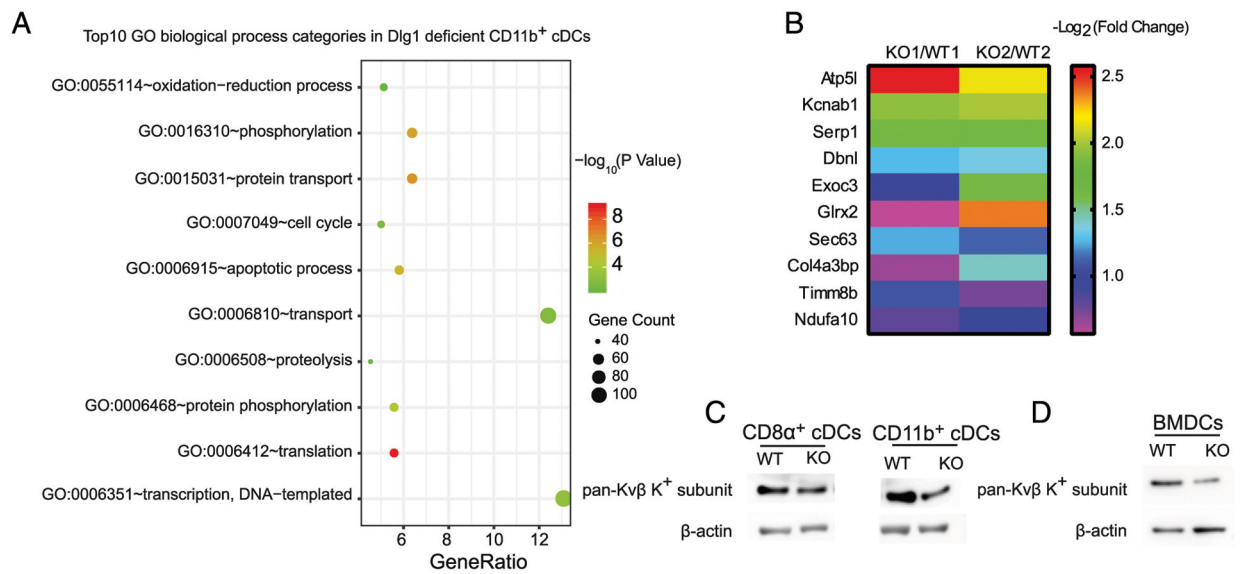 A
Top10 GO biological process categories in Dlg1 deficient CD11b+ cDCs
GO:0055114~oxidation−reduction process
GO:0016310~phosphorylation
GO:0015031~protein transport
GO:0007049~cell cycle
GO:0006915~apoptotic process
GO:0006810~transport
GO:0006508~proteolysis
GO:0006468~protein phosphorylation
GO:0006412~translation
GO:0006351~transcription, DNA-templated
6 8 10 12
GeneRatio
−log10(P Value)
8
6
4
Gene Count
40
60
80
100
B
-Log2(Fold Change)
KO1/WT1 KO2/WT2
Atp5l
Kcnab1
Serp1
Dbnl
Exoc3
Glrx2
Sec63
Col4a3bp
Timm8b
Ndufa10
2.5
2.0
1.5
1.0
C
CD8α+ cDCs CD11b+ cDCs
WT KO WT KO
pan-Kvβ K+ subunit
β-actin
D
BMDCs
WT KO
pan-Kvβ K+ subunit
β-actin